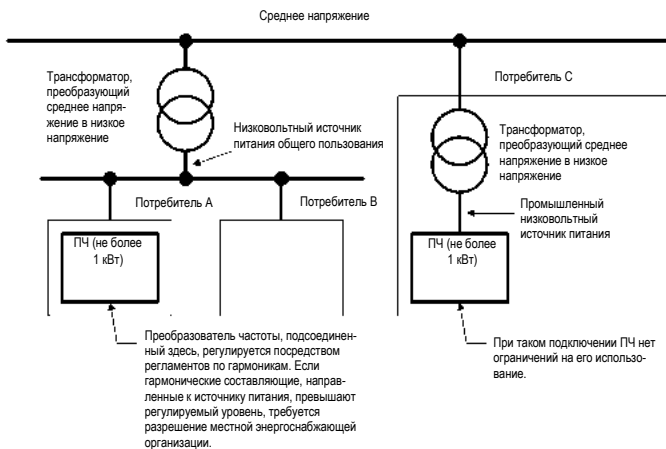 Среднее напряжение
Трансформатор,
преобразующий
среднее напря-
жение в низкое
напряжение
Низковольтный источник
питания общего пользования
Потребитель A
Потребитель B
ПЧ (не более
1 кВт)
Преобразователь частоты, подсоединен-
ный здесь, регулируется посредством
регламентов по гармоникам. Если
гармонические составляющие, направ-
ленные к источнику питания, превышают
регулируемый уровень, требуется
разрешение местной энергоснабжающей
организации.
Потребитель C
Трансформатор,
преобразующий среднее
напряжение в низкое
напряжение
Промышленный
низковольтный
источник питания
ПЧ (не более
1 кВт)
При таком подключении ПЧ нет
ограничений на его использо-
вание.